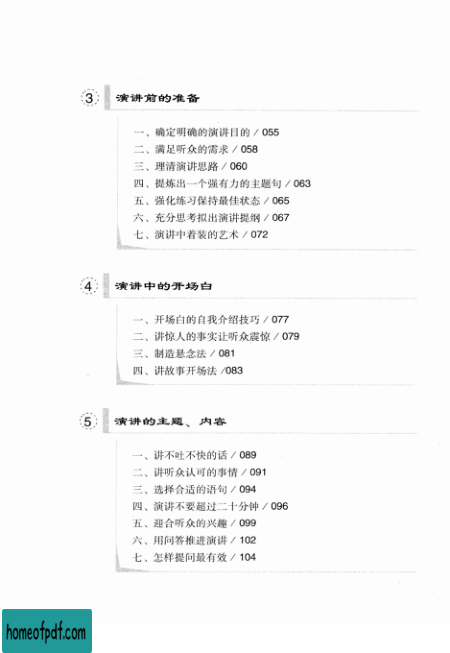 3 演讲前的准备
一、确定明确的演讲目的 / 055
二、满足听众的需求 / 058
三、理清演讲思路 / 060
四、提炼出一个强有力的主题句 / 063
五、强化练习保持最佳状态 / 065
六、充分思考拟出演讲提纲 / 067
七、演讲中着装的艺术 / 072
4 演讲中的开场白
一、开场白的自我介绍技巧 / 077
二、讲惊人的事实让听众震惊 / 079
三、制造悬念法 / 081
四、讲故事开场法 /083
5 演讲的主题、内容
一、讲不吐不快的话 / 089
二、讲听众认可的事情 / 091
三、选择合适的语句 / 094
四、演讲不要超过二十分钟 / 096
五、迎合听众的兴趣 / 099
六、用问答推进演讲 / 102
七、怎样提问最有效 / 104
homeofpdf.com